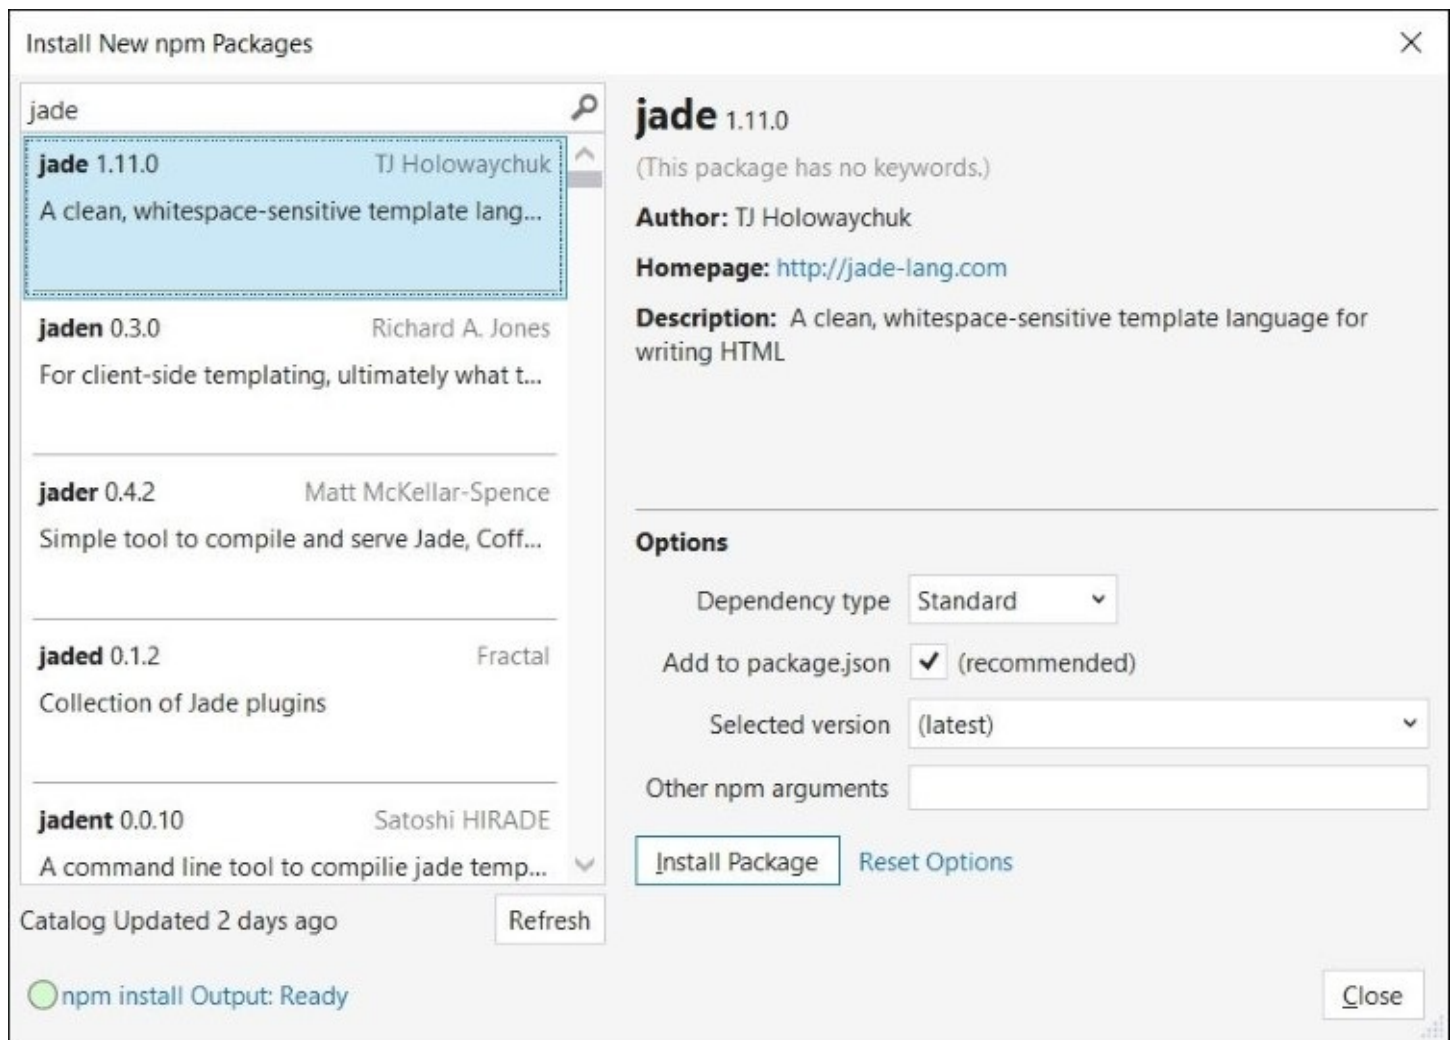 Install New npm Packages
jade
jade 1.11.0 TJ Holowaychuk
A clean, whitespace-sensitive template lang...
jaden 0.3.0 Richard A. Jones
For client-side templating, ultimately what t...
jader 0.4.2 Matt McKellar-Spence
Simple tool to compile and serve Jade, Coff...
jaded 0.1.2 Fractal
Collection of Jade plugins
jadent 0.0.10 Satoshi HIRADE
A command line tool to compilie jade temp...
Catalog Updated 2 days ago
Refresh
npm install Output: Ready
jade 1.11.0
(This package has no keywords.)
Author: TJ Holowaychuk
Homepage: http://jade-lang.com
Description: A clean, whitespace-sensitive template language for
writing HTML
Options
Dependency type Standard
Add to package.json (recommended)
Selected version (latest)
Other npm arguments
Install Package Reset Options
Close